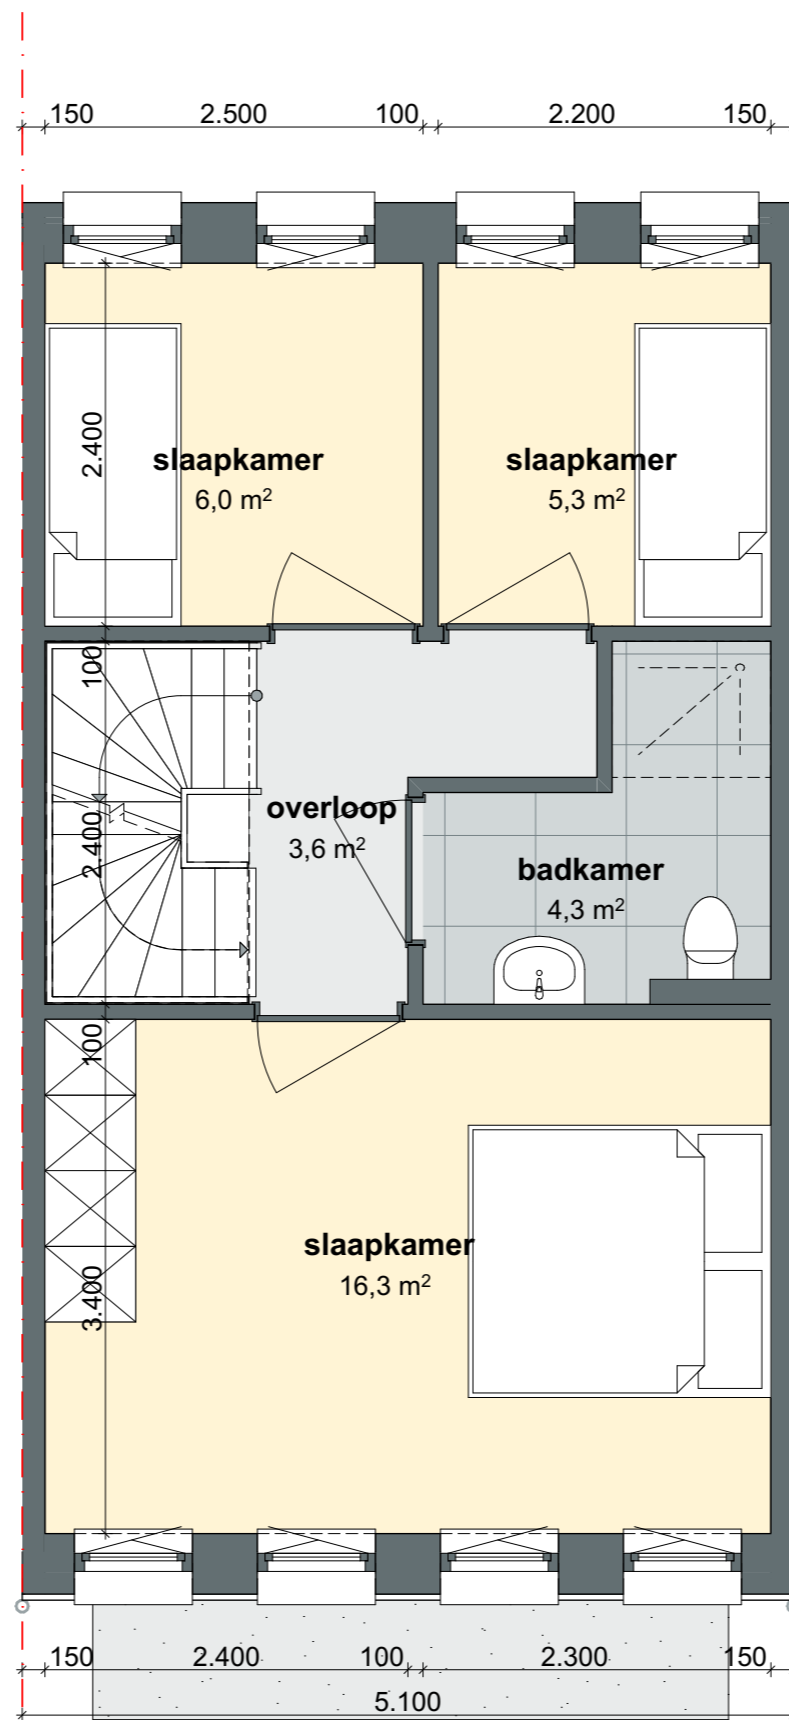 150 2.500 100 2.200 150
2.400
slaapkamer
6,0 m²
slaapkamer
5,3 m²
100
overloop
3,6 m²
2.400
badkamer
4,3 m²
100
slaapkamer
16,3 m²
3.400
150 2.400 100 2.300 150
5.100